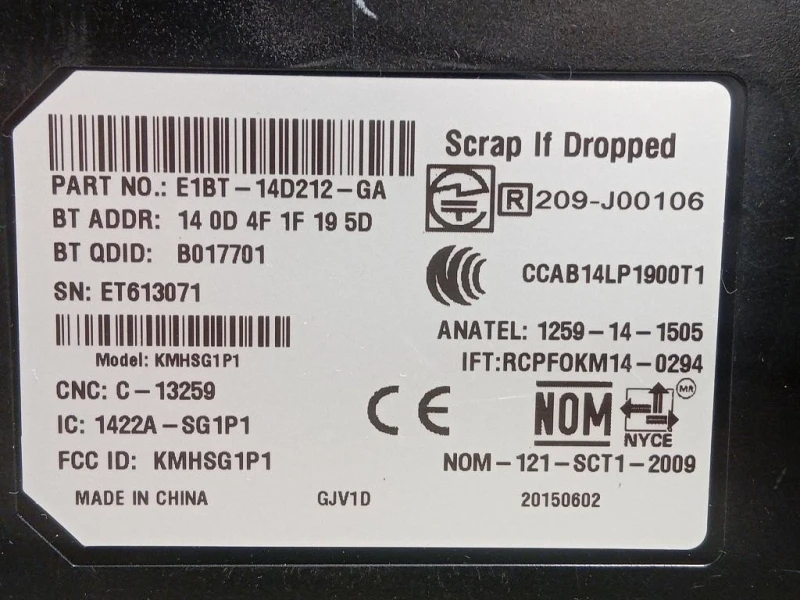 Scrap If Dropped
PART NO.: E1BT-14D212-GA
R 209-J00106
BT ADDR: 14 0D 4F 1F 19 5D
BT QDID: B017701
CCAB14LP1900T1
SN: ET613071
ANATEL: 1259-14-1505
Model: KMHSG1P1
IFT:RCPFOKM14-0294
CNC: C-13259
CE
NOM
MR
NYCE
IC: 1422A-SG1P1
FCC ID: KMHSG1P1
NOM-121-SCT1-2009
MADE IN CHINA GJV1D 20150602